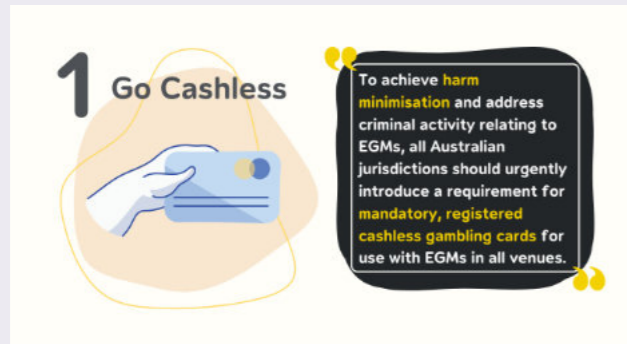 1 Go Cashless
To achieve harm
minimisation and address
criminal activity relating to
EGMs, all Australian
jurisdictions should urgently
introduce a requirement for
mandatory, registered
cashless gambling cards for
use with EGMs in all venues.